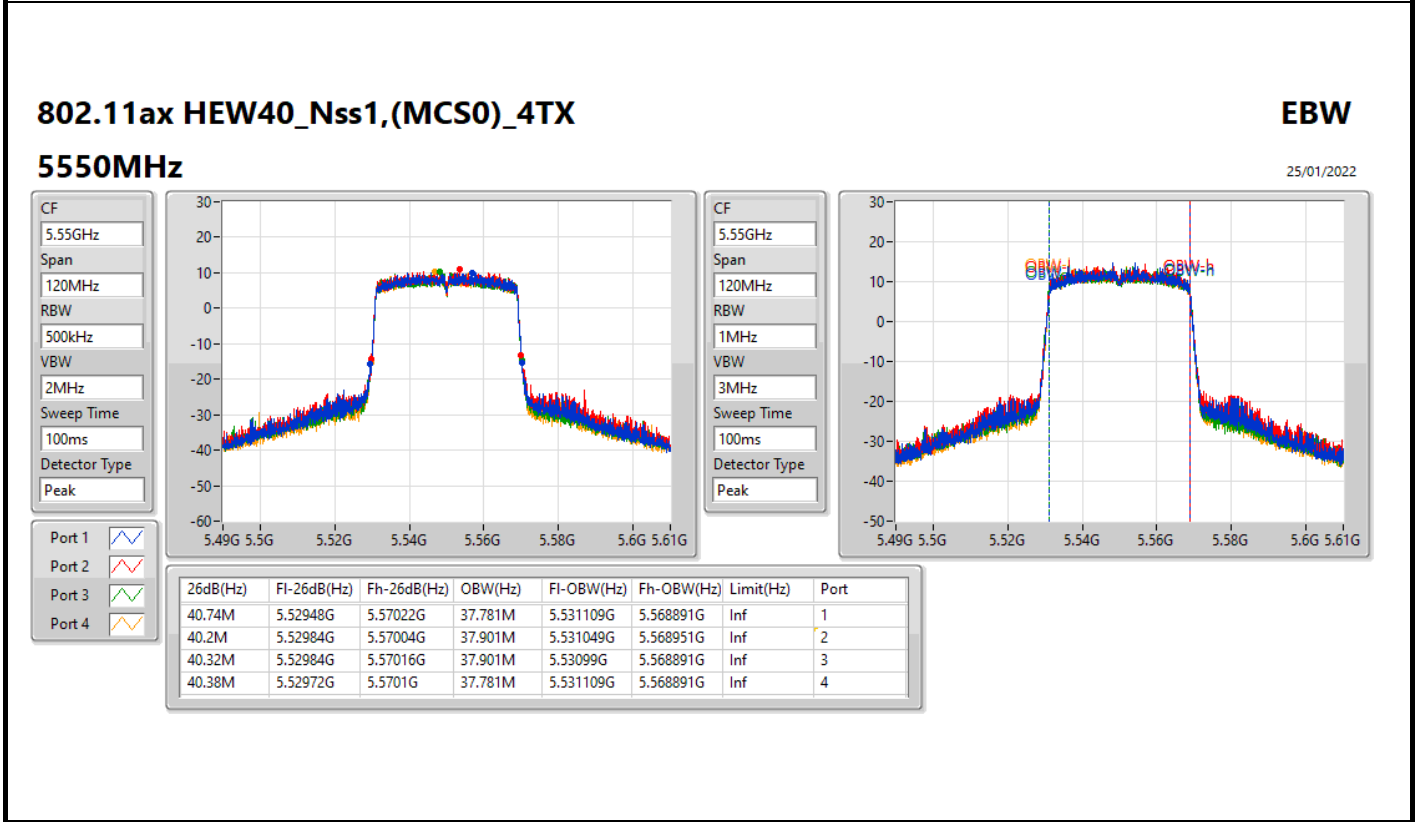 802.11ax HEW40_Nss1,(MCS0)_4TX EBW
5550MHz 25/01/2022
CF
5.55GHz
Span
120MHz
RBW
500kHz
VBW
2MHz
Sweep Time
100ms
Detector Type
Peak
30
20
10
0
-10
-20
-30
-40
-50
-60
5.49G 5.5G 5.52G 5.54G 5.56G 5.58G 5.6G 5.61G
CF
5.55GHz
Span
120MHz
RBW
1MHz
VBW
3MHz
Sweep Time
100ms
Detector Type
Peak
30
20
10
0
-10
-20
-30
-40
-50
OBW-l OBW-h
5.49G 5.5G 5.52G 5.54G 5.56G 5.58G 5.6G 5.61G
Port 1
Port 2
Port 3
Port 4
26dB(Hz) Fl-26dB(Hz) Fh-26dB(Hz) OBW(Hz) Fl-OBW(Hz) Fh-OBW(Hz) Limit(Hz) Port
40.74M 5.52948G 5.57022G 37.781M 5.531109G 5.568891G Inf 1
40.2M 5.52984G 5.57004G 37.901M 5.531049G 5.568951G Inf 2
40.32M 5.52984G 5.57016G 37.901M 5.53099G 5.568891G Inf 3
40.38M 5.52972G 5.5701G 37.781M 5.531109G 5.568891G Inf 4